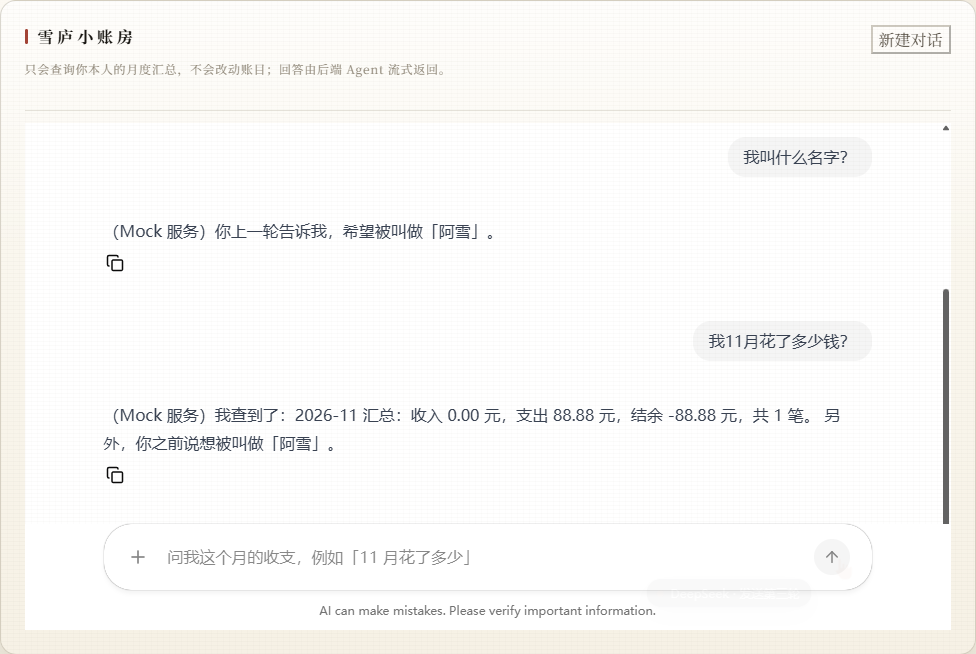 雪庐小账房
新建对话
只会查询你本人的月度汇总，不会改动账目；回答由后端 Agent 流式返回。
我叫什么名字？
（Mock 服务）你上一轮告诉我，希望被叫做「阿雪」。
我11月花了多少钱？
（Mock 服务）我查到了：2026-11 汇总：收入 0.00 元，支出 88.88 元，结余 -88.88 元，共 1 笔。 另
外，你之前说想被叫做「阿雪」。
问我这个月的收支，例如「11 月花了多少」
AI can make mistakes. Please verify important information.